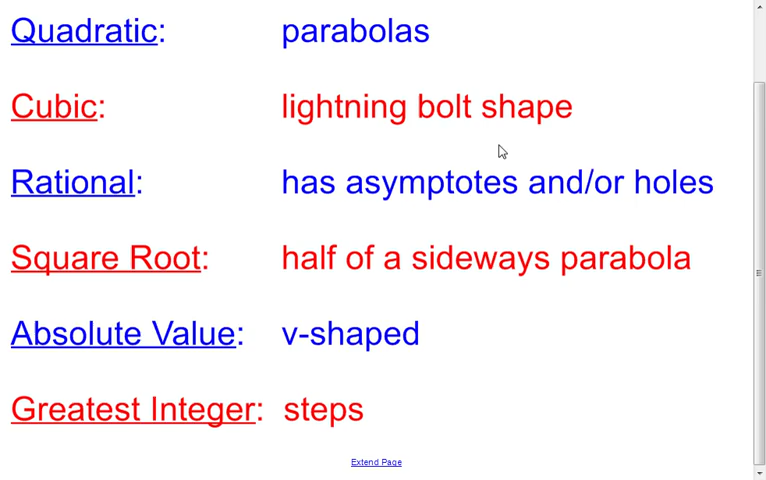 Quadratic: parabolas
Cubic: lightning bolt shape
Rational: has asymptotes and/or holes
Square Root: half of a sideways parabola
Absolute Value: v-shaped
Greatest Integer: steps
Extend Page